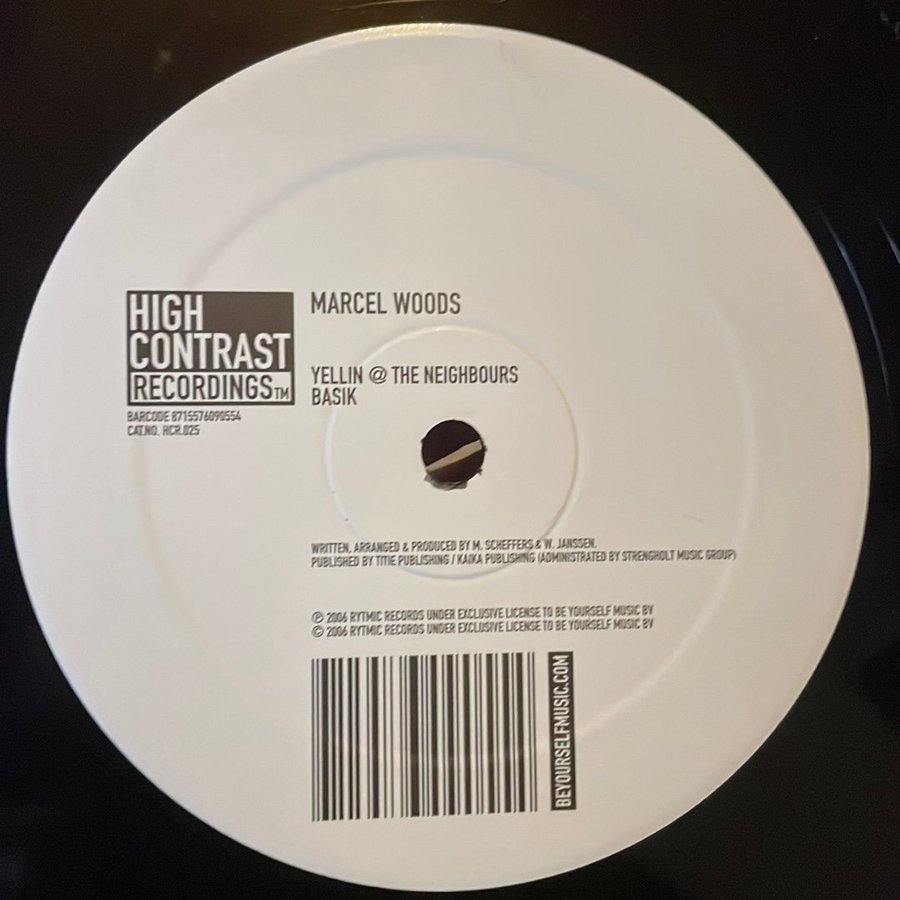 HIGH
CONTRAST
RECORDINGS™
BARCODE 8715576090554
CAT.NO. HCR.025
MARCEL WOODS
YELLIN @ THE NEIGHBOURS
BASIK
WRITTEN, ARRANGED & PRODUCED BY M. SCHEFFERS & W. JANSSEN.
PUBLISHED BY TITIE PUBLISHING / KAIKA PUBLISHING (ADMINISTRATED BY STRENGHOLT MUSIC GROUP)
℗ 2006 RYTMIC RECORDS UNDER EXCLUSIVE LICENSE TO BE YOURSELF MUSIC BV
© 2006 RYTMIC RECORDS UNDER EXCLUSIVE LICENSE TO BE YOURSELF MUSIC BV
BEYOURSELFMUSIC.COM